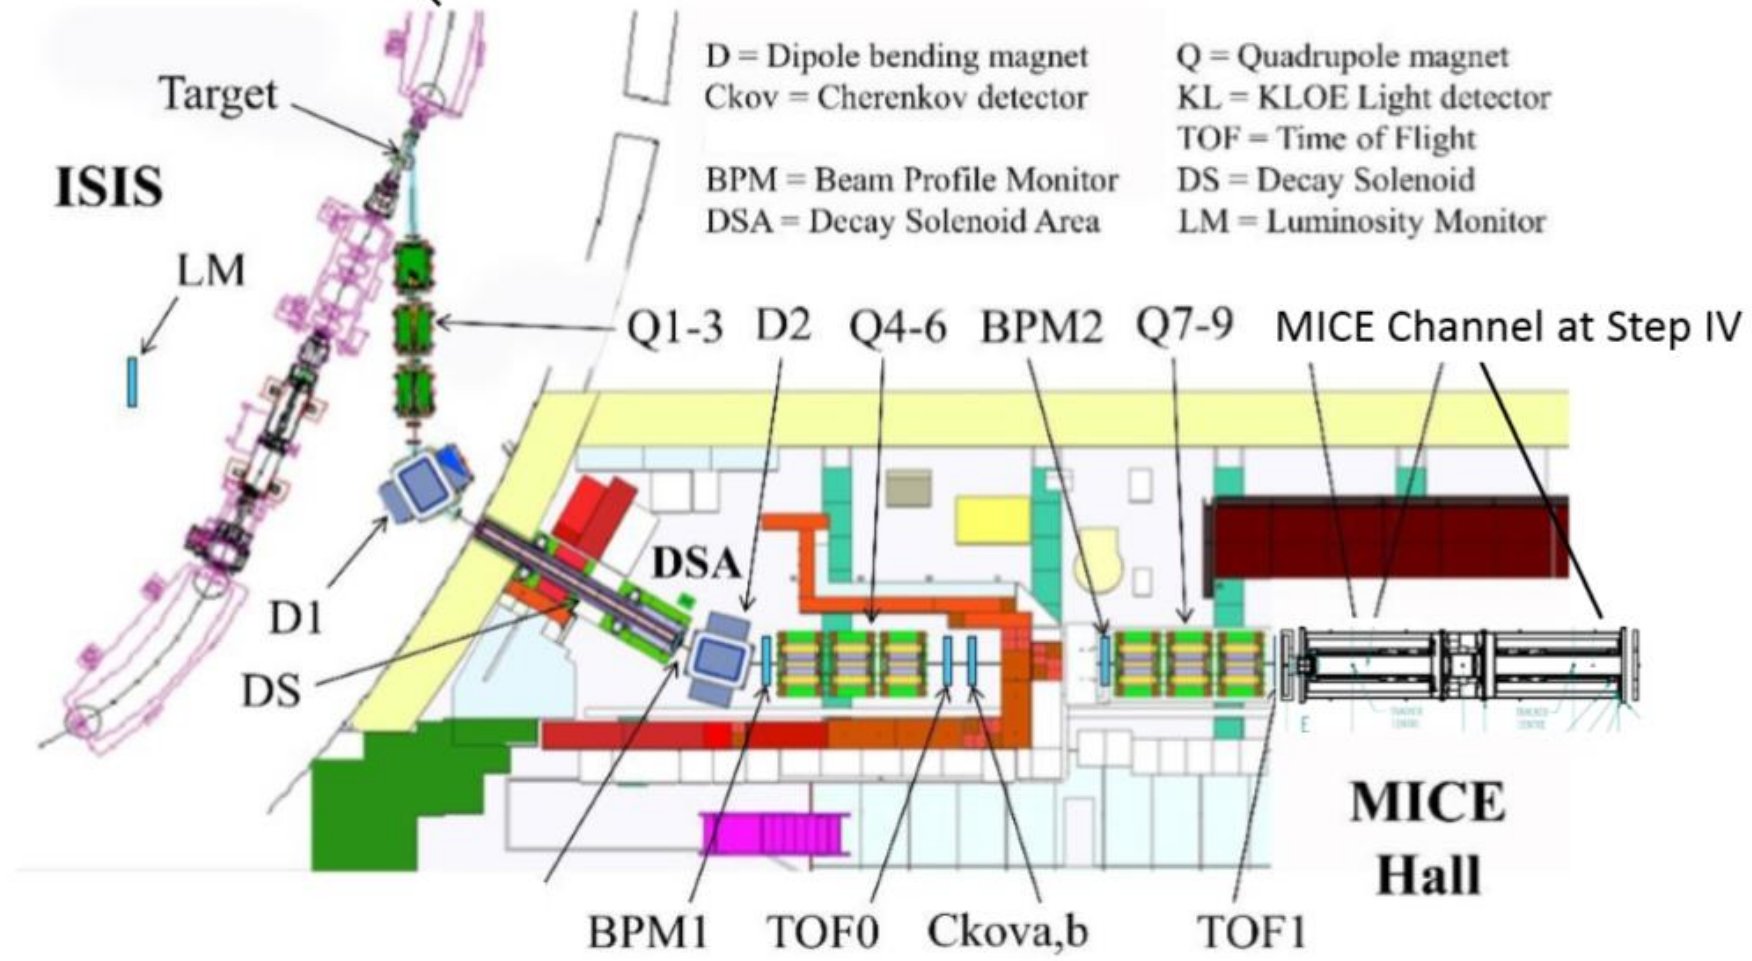 D = Dipole bending magnet
Q = Quadrupole magnet
Target
Ckov = Cherenkov detector
KL = KLOE Light detector
TOF = Time of Flight
ISIS
BPM = Beam Profile Monitor
DS = Decay Solenoid
DSA = Decay Solenoid Area
LM = Luminosity Monitor
LM
Q1-3
D2
Q4-6
BPM2
Q7-9
MICE Channel at Step IV
DSA
D1
DS
E
MICE
Hall
BPM1
TOF0
Ckova,b
TOF1